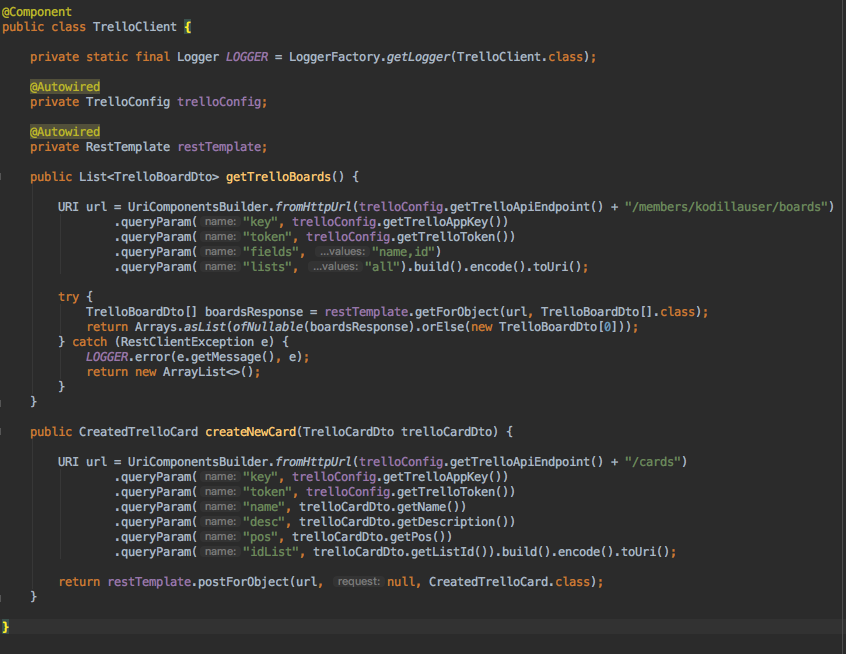 @Component
public class TrelloClient {
private static final Logger LOGGER = LoggerFactory.getLogger(TrelloClient.class);
@Autowired
private TrelloConfig trelloConfig;
@Autowired
private RestTemplate restTemplate;
public List<TrelloBoardDto> getTrelloBoards() {
URI url = UriComponentsBuilder.fromHttpUrl(trelloConfig.getTrelloApiEndpoint() + "/members/kodillauser/boards")
.queryParam( name: "key", trelloConfig.getTrelloAppKey())
.queryParam( name: "token", trelloConfig.getTrelloToken())
.queryParam( name: "fields", ...values: "name,id")
.queryParam( name: "lists", ...values: "all").build().encode().toUri();
try {
TrelloBoardDto[] boardsResponse = restTemplate.getForObject(url, TrelloBoardDto[].class);
return Arrays.asList(ofNullable(boardsResponse).orElse(new TrelloBoardDto[0]));
} catch (RestClientException e) {
LOGGER.error(e.getMessage(), e);
return new ArrayList<>();
}
}
public CreatedTrelloCard createNewCard(TrelloCardDto trelloCardDto) {
URI url = UriComponentsBuilder.fromHttpUrl(trelloConfig.getTrelloApiEndpoint() + "/cards")
.queryParam( name: "key", trelloConfig.getTrelloAppKey())
.queryParam( name: "token", trelloConfig.getTrelloToken())
.queryParam( name: "name", trelloCardDto.getName())
.queryParam( name: "desc", trelloCardDto.getDescription())
.queryParam( name: "pos", trelloCardDto.getPos())
.queryParam( name: "idList", trelloCardDto.getListId()).build().encode().toUri();
return restTemplate.postForObject(url, request: null, CreatedTrelloCard.class);
}
}